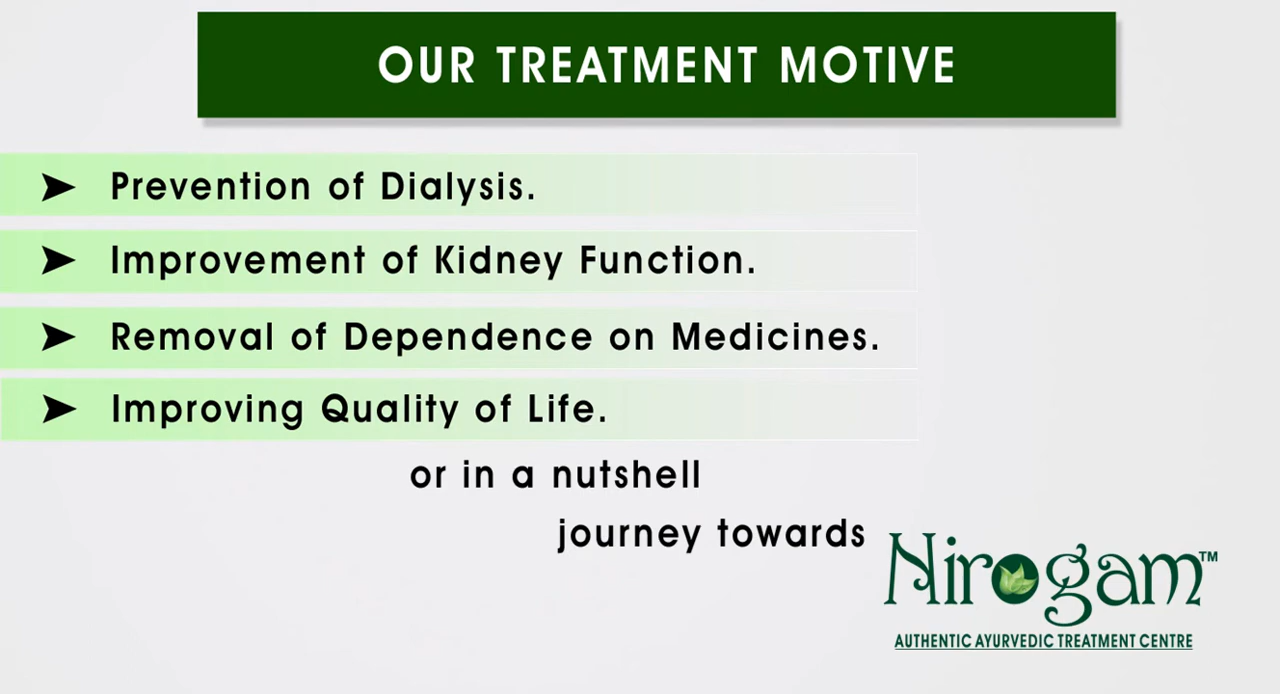 OUR TREATMENT MOTIVE
➤ Prevention of Dialysis.
➤ Improvement of Kidney Function.
➤ Removal of Dependence on Medicines.
➤ Improving Quality of Life.
or in a nutshell
journey towards
Nirogam™
AUTHENTIC AYURVEDIC TREATMENT CENTRE